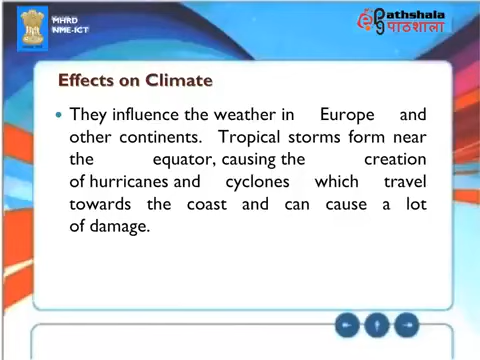 MHRD
NME-ICT
Pathshala
पाठशाला
Effects on Climate
• They influence the weather in Europe and
other continents. Tropical storms form near
the equator, causing the creation
of hurricanes and cyclones which travel
towards the coast and can cause a lot
of damage.